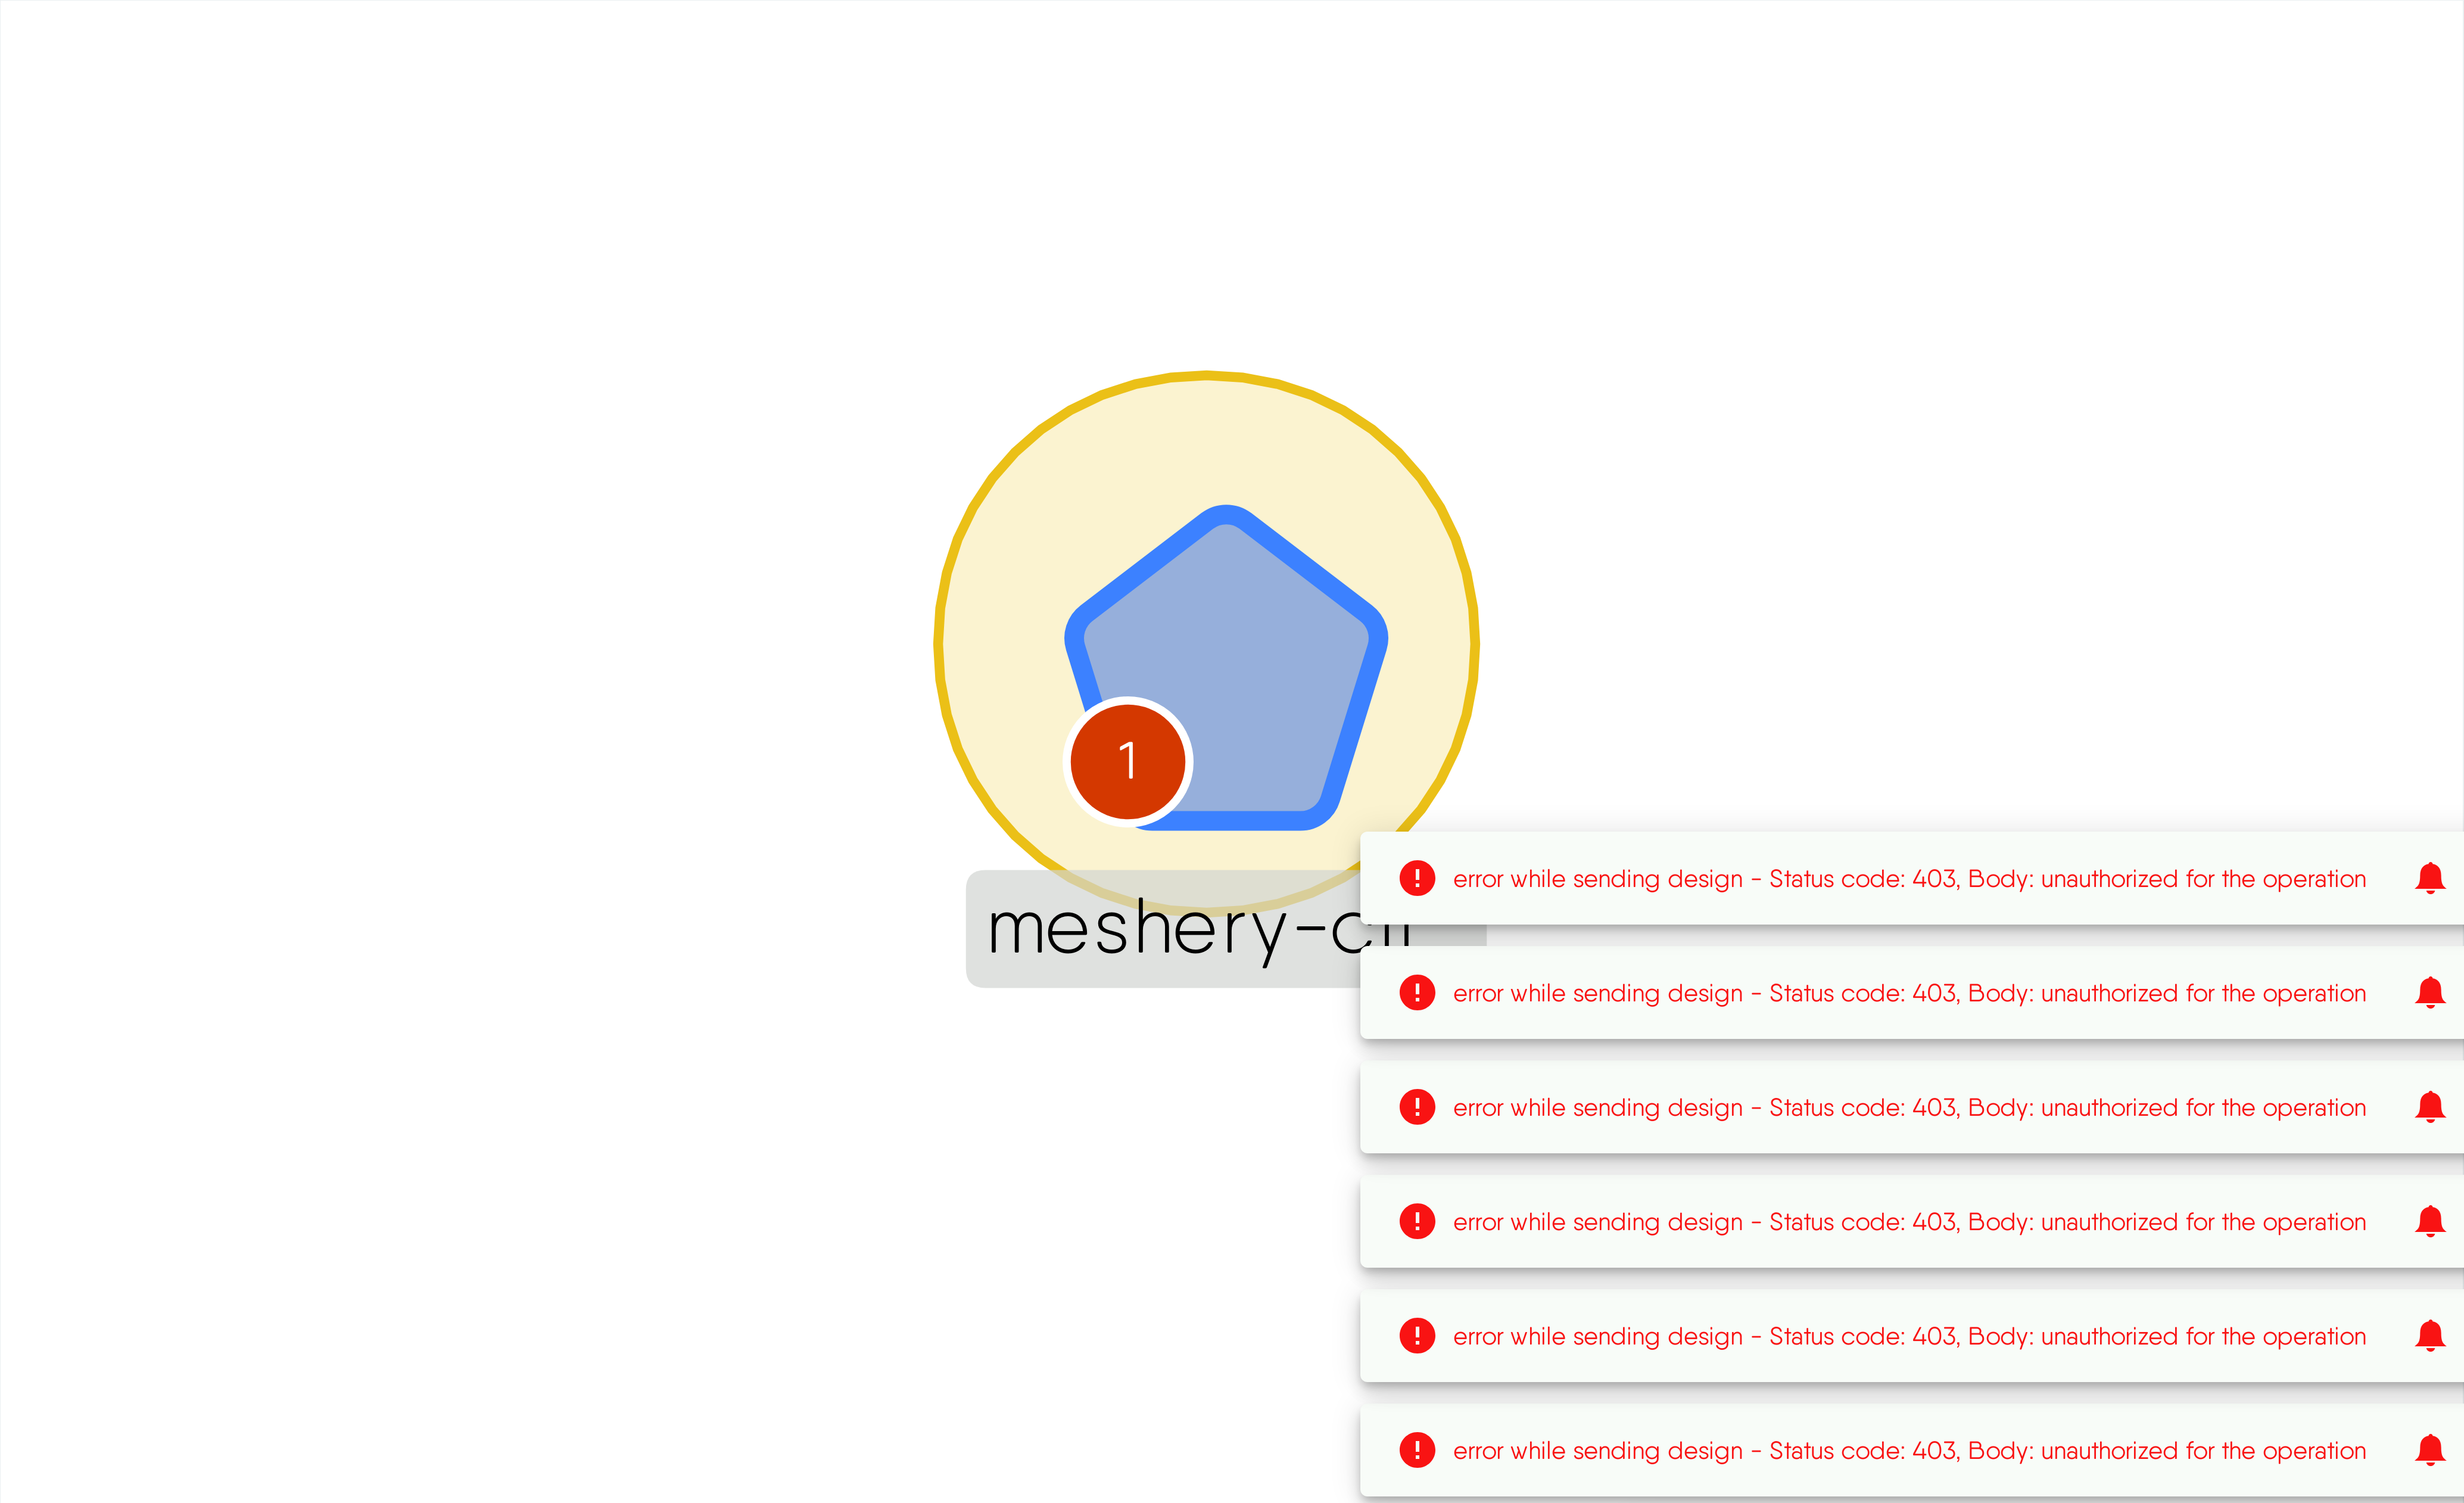 1
meshery-
error while sending design - Status code: 403, Body: unauthorized for the operation
error while sending design - Status code: 403, Body: unauthorized for the operation
error while sending design - Status code: 403, Body: unauthorized for the operation
error while sending design - Status code: 403, Body: unauthorized for the operation
error while sending design - Status code: 403, Body: unauthorized for the operation
error while sending design - Status code: 403, Body: unauthorized for the operation